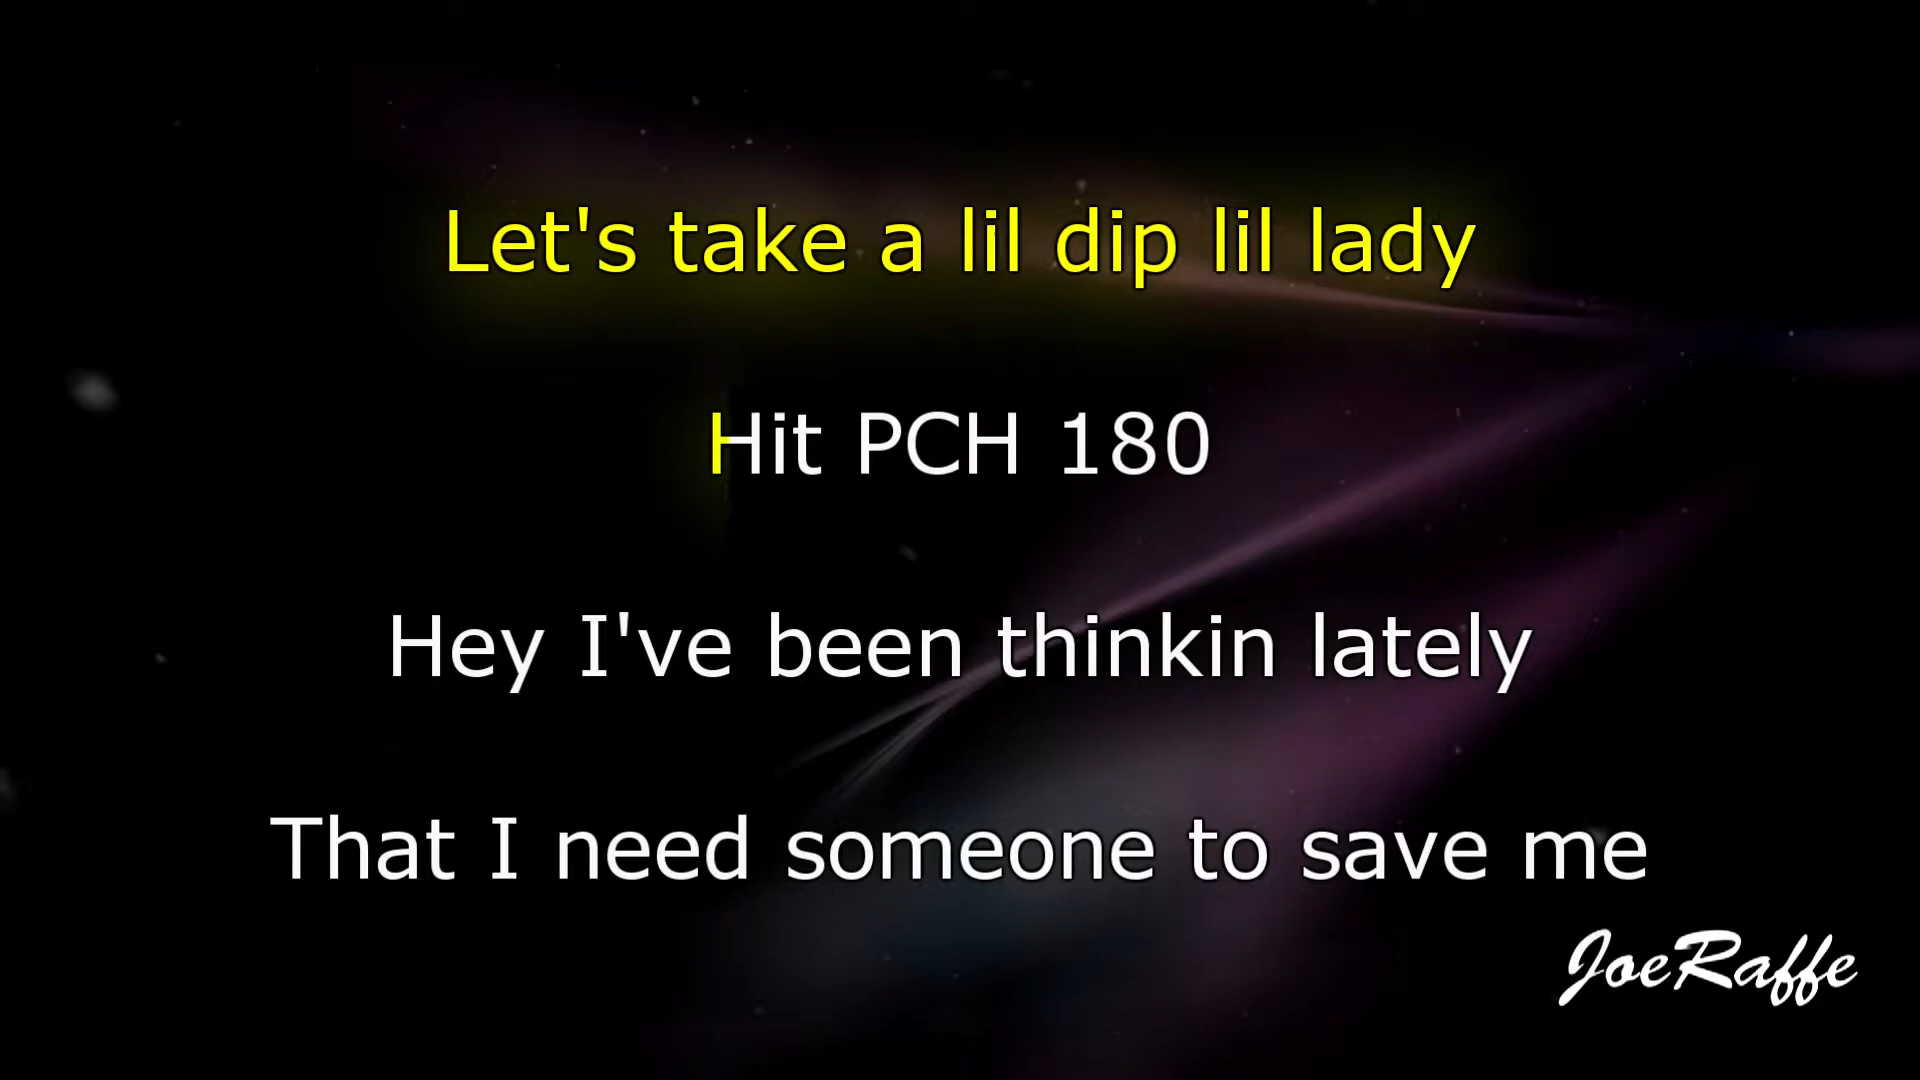 Let's take a lil dip lil lady
Hit PCH 180
Hey I've been thinkin lately
That I need someone to save me
JoeRaffe